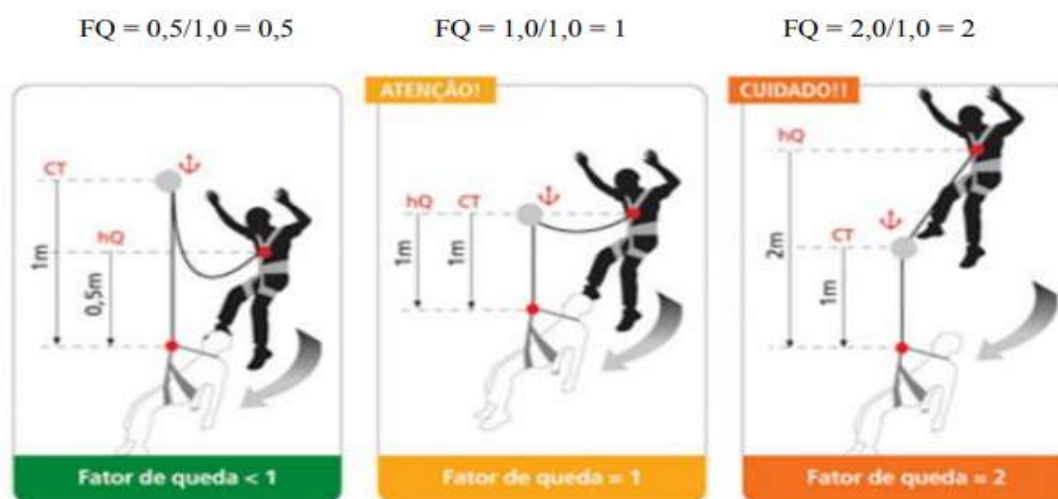 FQ = 0,5/1,0 = 0,5
FQ = 1,0/1,0 = 1
FQ = 2,0/1,0 = 2
CT
hQ
1m
0,5m
Fator de queda < 1
ATENÇÃO!
hQ
CT
1m
1m
Fator de queda = 1
CUIDADO!!
hQ
CT
2m
1m
Fator de queda = 2